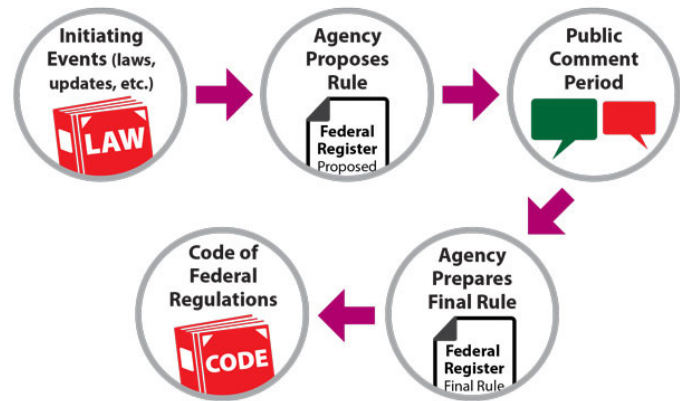 Initiating
Events (laws,
updates, etc.)
LAW
Agency
Proposes
Rule
Federal
Register
Proposed
Public
Comment
Period
Code of
Federal
Regulations
CODE
Agency
Prepares
Final Rule
Federal
Register
Final Rule